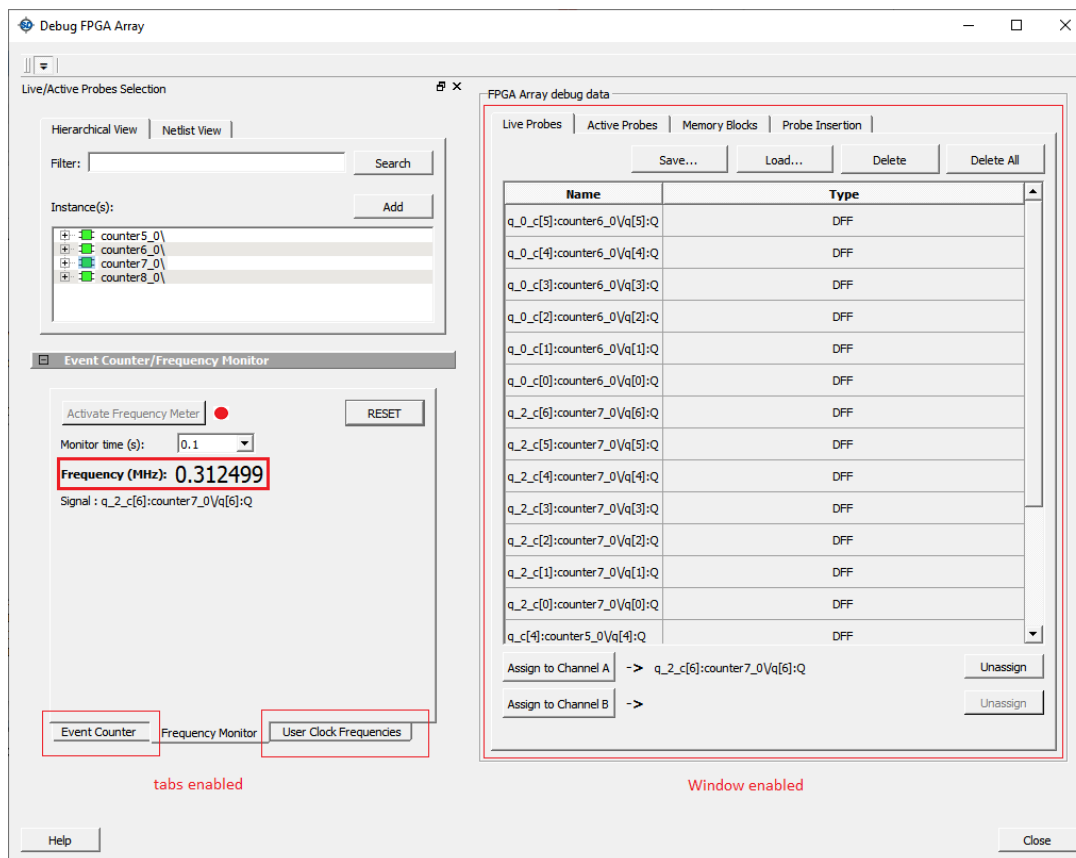 Debug FPGA Array
Live/Active Probes Selection
Hierarchical View
Netlist View
Filter:
Search
Instance(s):
Add
counter5_0\
counter6_0\
counter7_0\
counter8_0\
Event Counter/Frequency Monitor
Activate Frequency Meter
RESET
Monitor time (s):
0.1
Frequency (MHz): 0.312499
Signal : q_2_c[6]:counter7_0\/q[6]:Q
Event Counter
Frequency Monitor
User Clock Frequencies
tabs enabled
FPGA Array debug data
Live Probes
Active Probes
Memory Blocks
Probe Insertion
Save...
Load...
Delete
Delete All
Name Type
q_0_c[5]:counter6_0\/q[5]:Q DFF
q_0_c[4]:counter6_0\/q[4]:Q DFF
q_0_c[3]:counter6_0\/q[3]:Q DFF
q_0_c[2]:counter6_0\/q[2]:Q DFF
q_0_c[1]:counter6_0\/q[1]:Q DFF
q_0_c[0]:counter6_0\/q[0]:Q DFF
q_2_c[6]:counter7_0\/q[6]:Q DFF
q_2_c[5]:counter7_0\/q[5]:Q DFF
q_2_c[4]:counter7_0\/q[4]:Q DFF
q_2_c[3]:counter7_0\/q[3]:Q DFF
q_2_c[2]:counter7_0\/q[2]:Q DFF
q_2_c[1]:counter7_0\/q[1]:Q DFF
q_2_c[0]:counter7_0\/q[0]:Q DFF
q_c[4]:counter5_0\/q[4]:Q DFF
Assign to Channel A -> q_2_c[6]:counter7_0\/q[6]:Q Unassign
Assign to Channel B -> Unassign
Window enabled
Help
Close